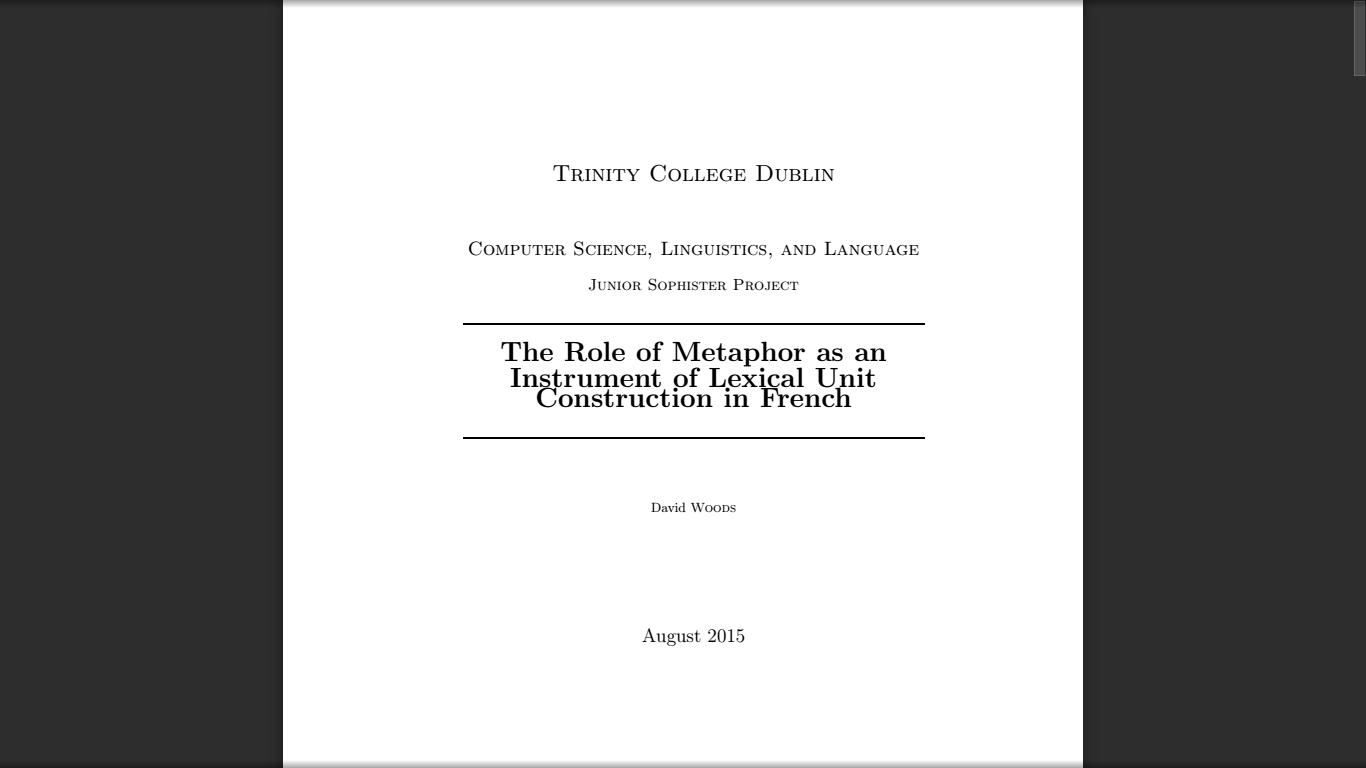 Trinity College Dublin
Computer Science, Linguistics, and Language
Junior Sophister Project
The Role of Metaphor as an
Instrument of Lexical Unit
Construction in French
David Woods
August 2015